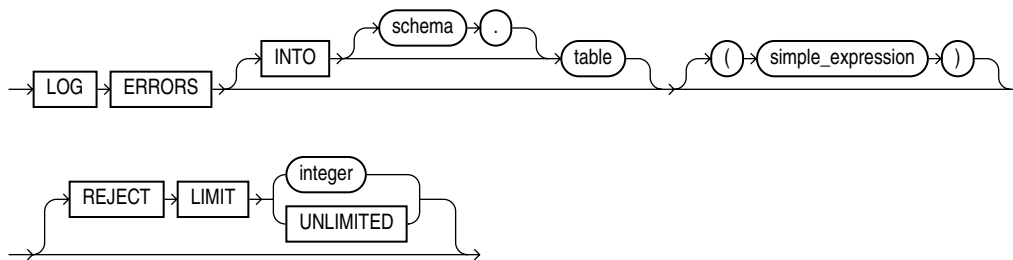 schema .
INTO table ( simple_expression )
LOG ERRORS
integer
REJECT LIMIT
UNLIMITED